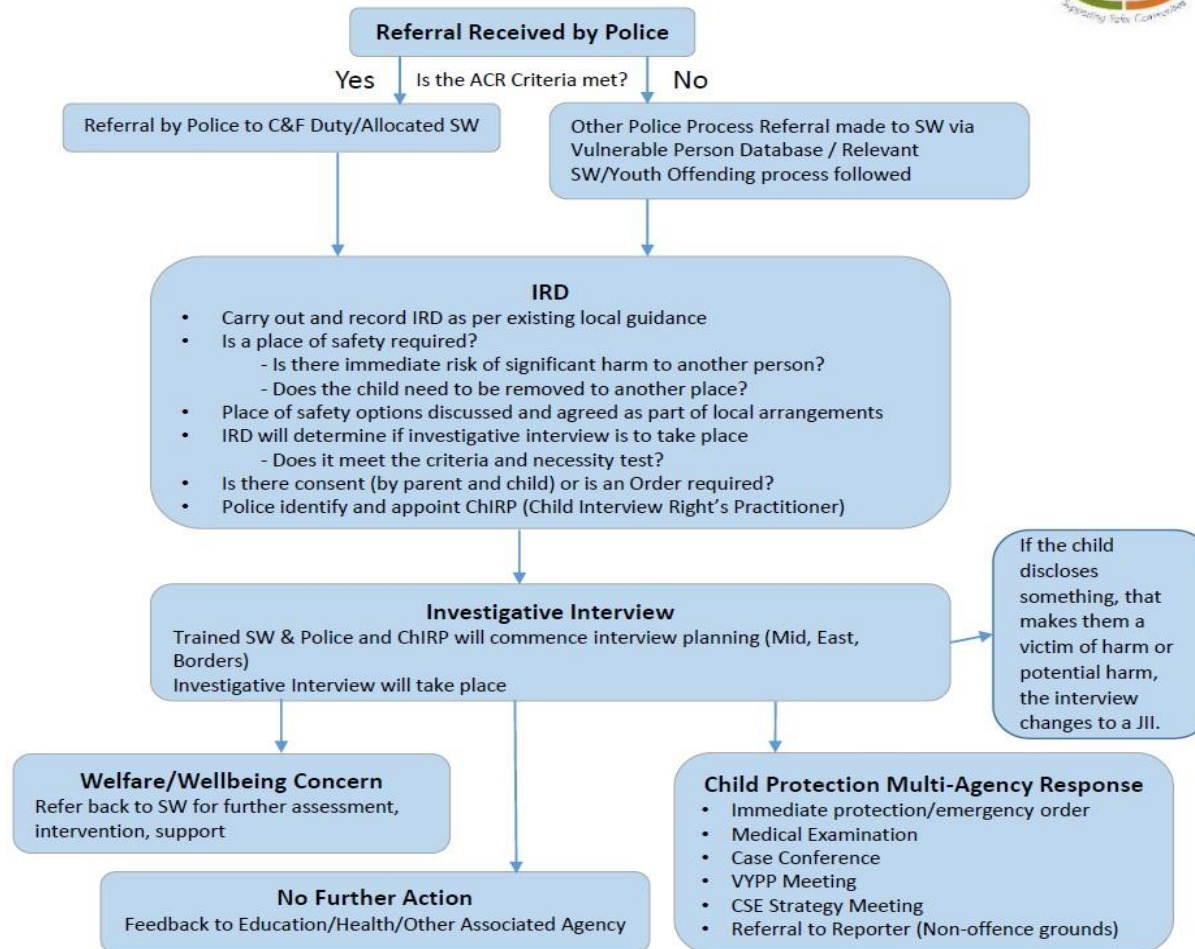 Supporting Safer Communities
Referral Received by Police
Yes
Is the ACR Criteria met?
No
Referral by Police to C&F Duty/Allocated SW
Other Police Process Referral made to SW via
Vulnerable Person Database / Relevant
SW/Youth Offending process followed
IRD
• Carry out and record IRD as per existing local guidance
• Is a place of safety required?
- Is there immediate risk of significant harm to another person?
- Does the child need to be removed to another place?
• Place of safety options discussed and agreed as part of local arrangements
• IRD will determine if investigative interview is to take place
- Does it meet the criteria and necessity test?
• Is there consent (by parent and child) or is an Order required?
• Police identify and appoint ChIRP (Child Interview Right's Practitioner)
Investigative Interview
Trained SW & Police and ChIRP will commence interview planning (Mid, East,
Borders)
Investigative Interview will take place
If the child
discloses
something, that
makes them a
victim of harm or
potential harm,
the interview
changes to a JII.
Welfare/Wellbeing Concern
Refer back to SW for further assessment,
intervention, support
No Further Action
Feedback to Education/Health/Other Associated Agency
Child Protection Multi-Agency Response
• Immediate protection/emergency order
• Medical Examination
• Case Conference
• VYPP Meeting
• CSE Strategy Meeting
• Referral to Reporter (Non-offence grounds)